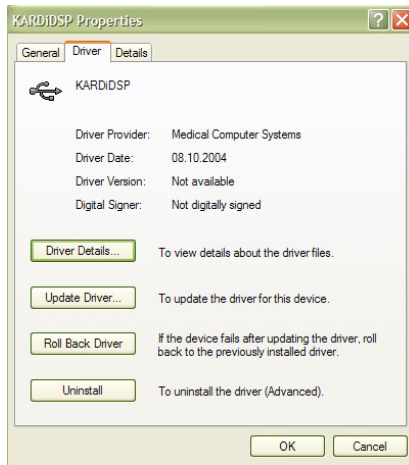 KARDiDSP Properties
General Driver Details
KARDiDSP
Driver Provider: Medical Computer Systems
Driver Date: 08.10.2004
Driver Version: Not available
Digital Signer: Not digitally signed
Driver Details... To view details about the driver files.
Update Driver... To update the driver for this device.
Roll Back Driver If the device fails after updating the driver, roll
back to the previously installed driver.
Uninstall To uninstall the driver (Advanced).
OK Cancel